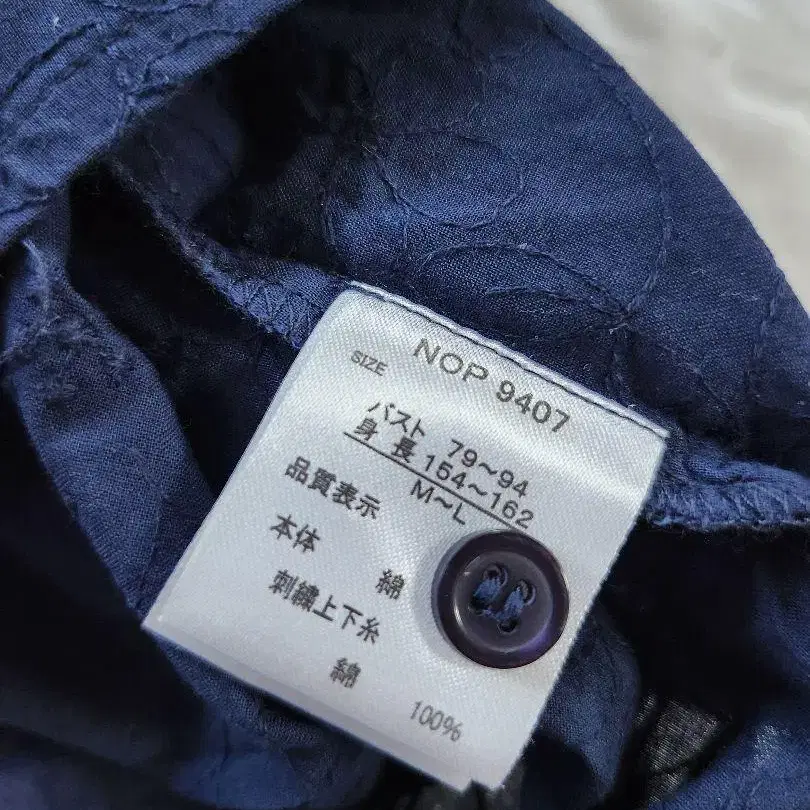 NOP 9407
SIZE
バスト 79～94
身長 154～162
M～L
品質表示
本体 綿
刺繍上下糸
綿 100%